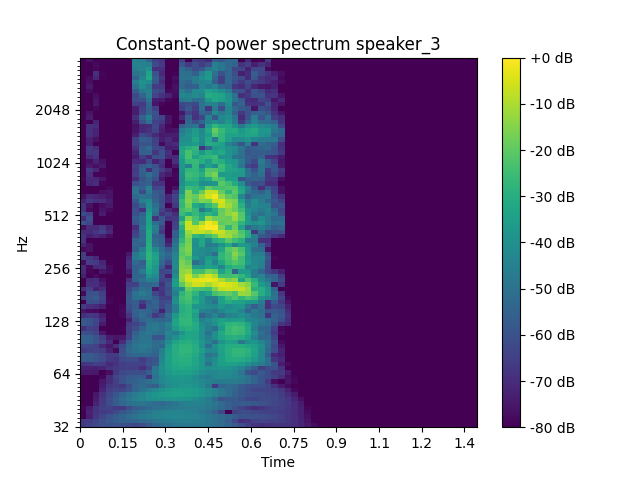 Constant-Q power spectrum speaker_3
+0 dB
2048
-10 dB
1024
-20 dB
-30 dB
512
Hz
-40 dB
256
-50 dB
128
-60 dB
64
-70 dB
32
-80 dB
0 0.15 0.3 0.45 0.6 0.75 0.9 1.1 1.2 1.4
Time